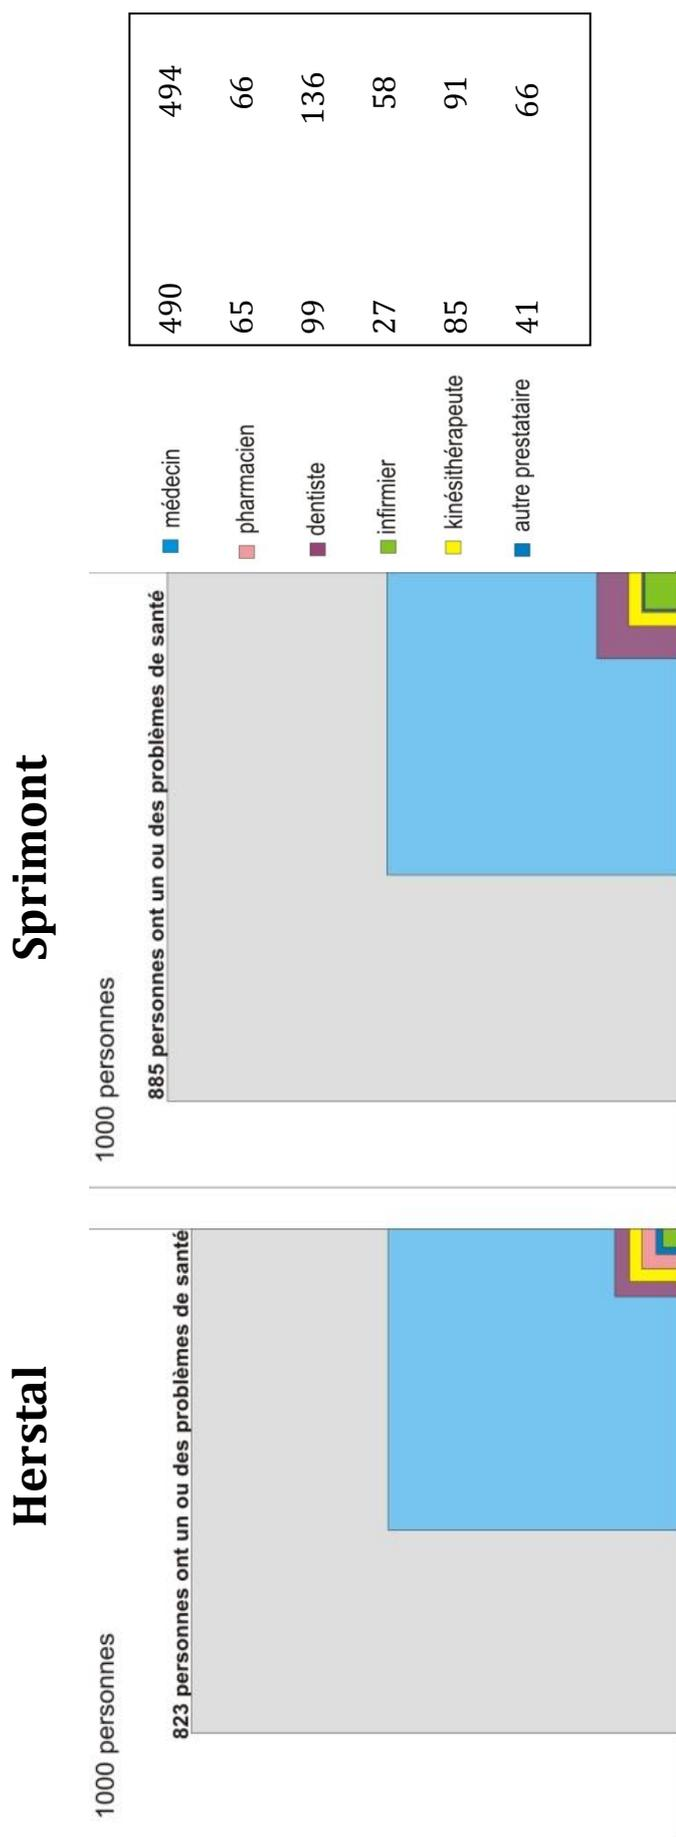 Herstal
Sprimont
1000 personnes
823 personnes ont un ou des problèmes de santé
1000 personnes
885 personnes ont un ou des problèmes de santé
médecin 490 494
pharmacien 65 66
dentiste 99 136
infirmier 27 58
kinésithérapeute 85 91
autre prestataire 41 66